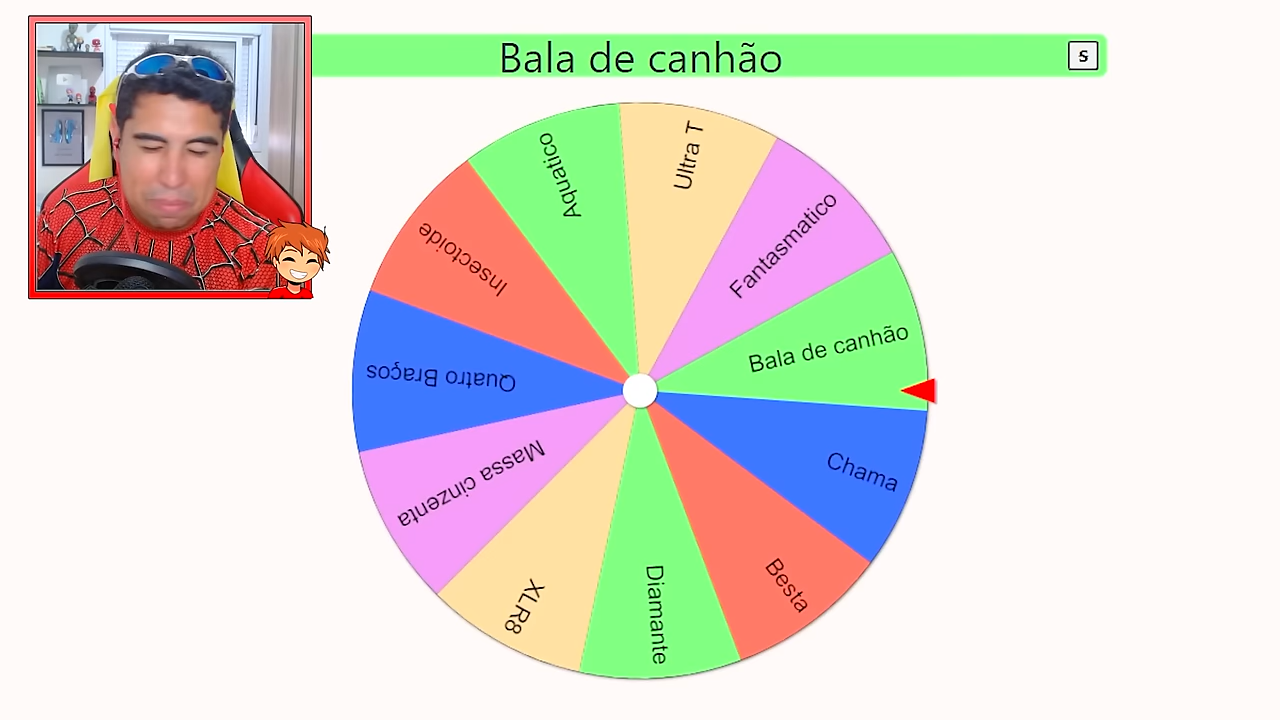 Bala de canhão
S
Ultra T
Fantasmatico
Bala de canhão
Chama
Besta
Diamante
XLR8
Massa cinzenta
Quatro Braços
Insectoide
Aquatico